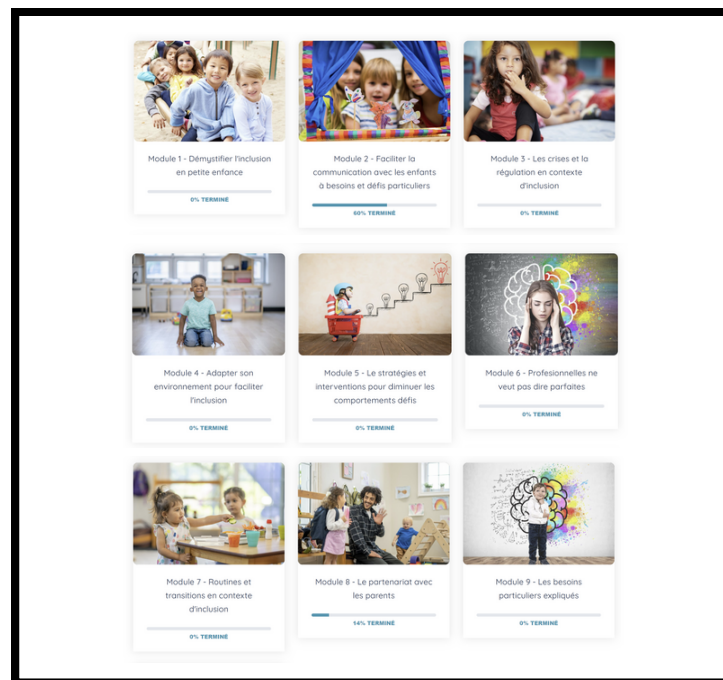 Module 1 - Démystifier l'inclusion
en petite enfance
0% TERMINÉ
Module 2 - Faciliter la
communication avec les enfants
à besoins et défis particuliers
60% TERMINÉ
Module 3 - Les crises et la
régulation en contexte
d'inclusion
0% TERMINÉ
Module 4 - Adapter son
environnement pour faciliter
l'inclusion
0% TERMINÉ
Module 5 - Le stratégies et
interventions pour diminuer les
comportements défis
0% TERMINÉ
Module 6 - Profesionnelles ne
veut pas dire parfaites
0% TERMINÉ
Module 7 - Routines et
transitions en contexte
d'inclusion
0% TERMINÉ
Module 8 - Le partenariat avec
les parents
14% TERMINÉ
Module 9 - Les besoins
particuliers expliqués
0% TERMINÉ